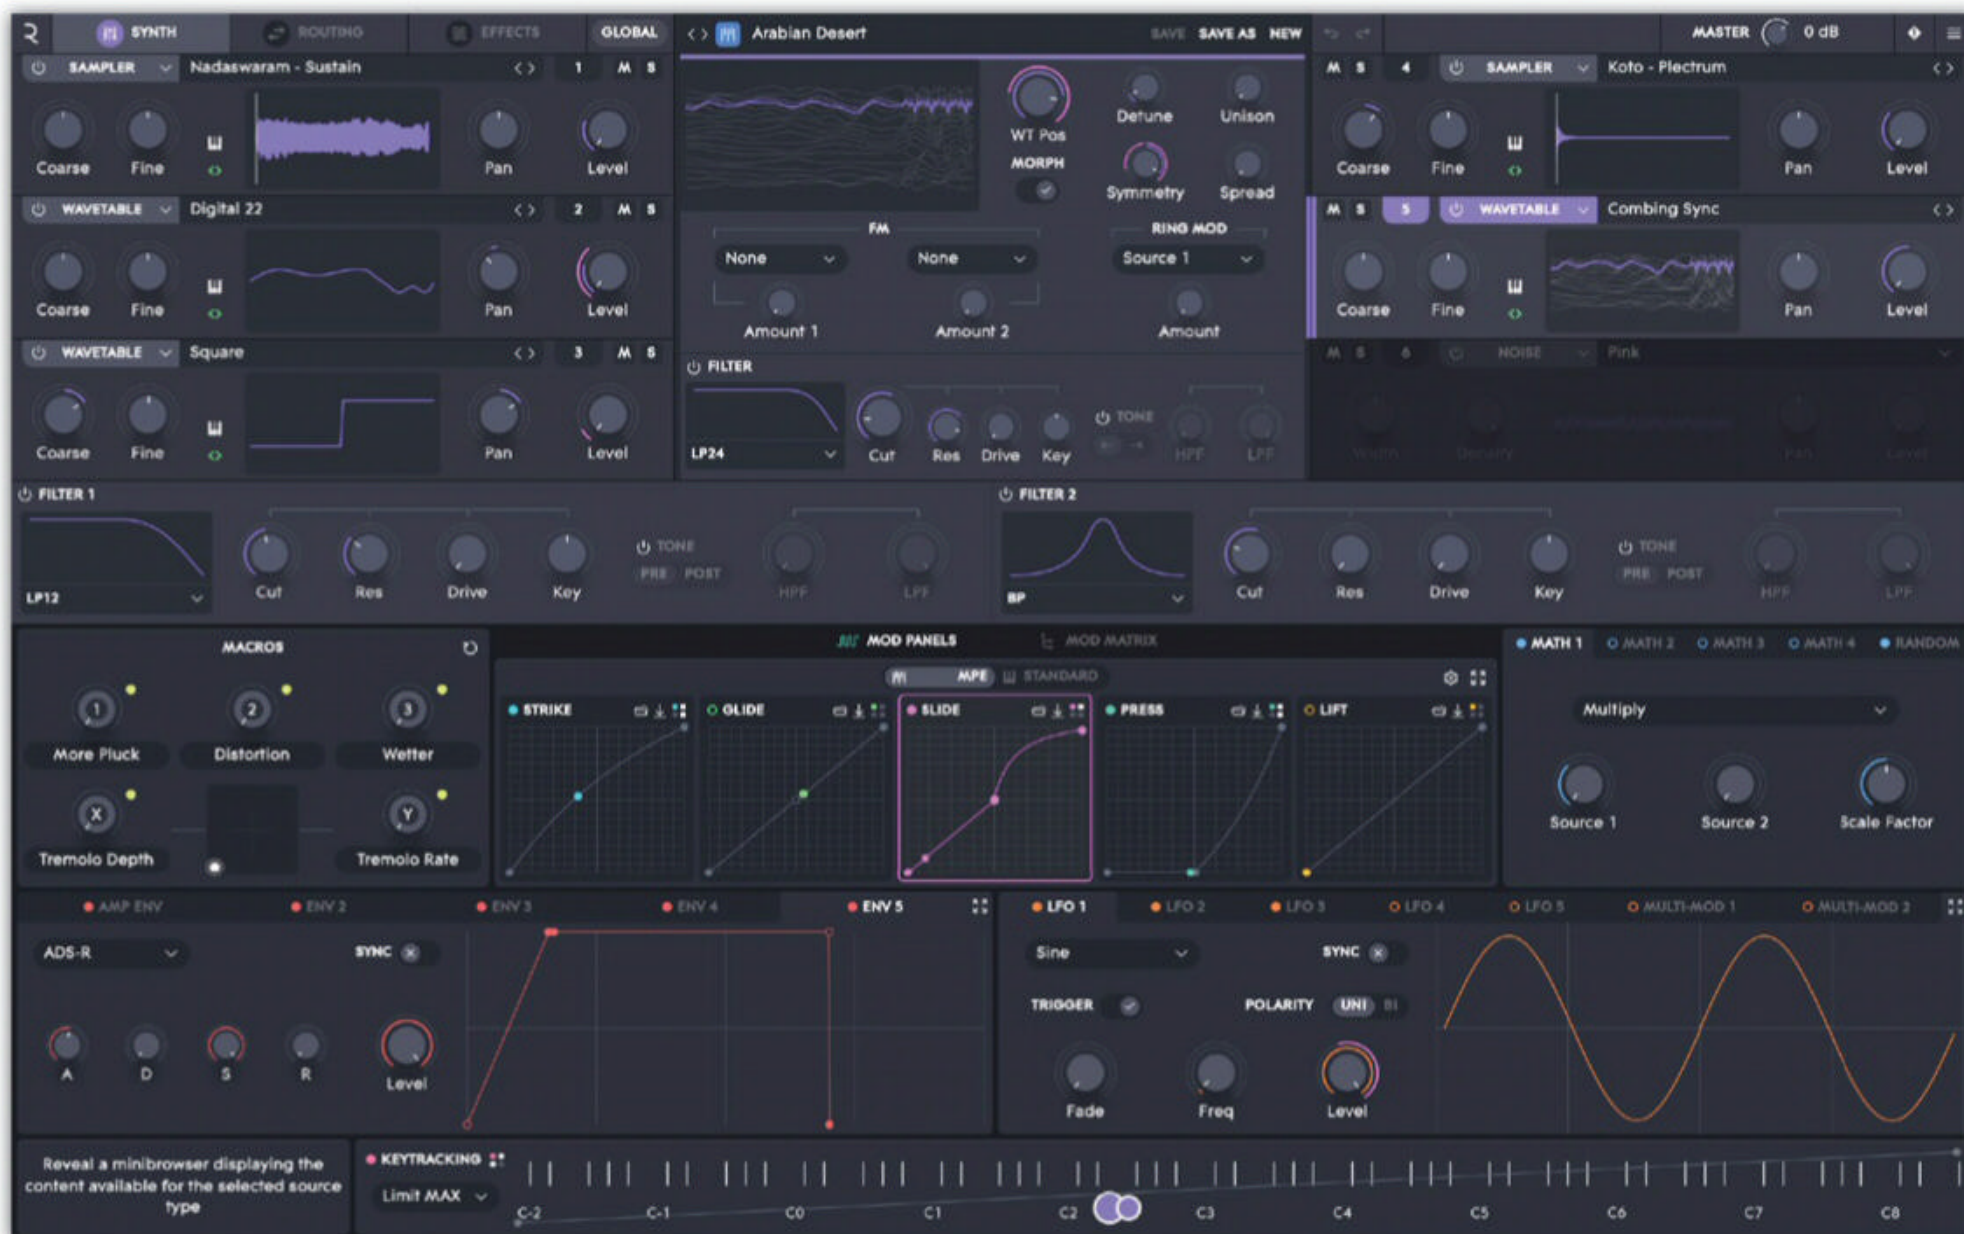 SYNTH
ROUTING
EFFECTS
GLOBAL
Arabian Desert
SAVE
SAVE AS
NEW
MASTER
0 dB
SAMPLER
Nadaswaram - Sustain
1
M
S
Coarse
Fine
Pan
Level
WAVETABLE
Digital 22
2
M
S
Coarse
Fine
Pan
Level
WAVETABLE
Square
3
M
S
Coarse
Fine
Pan
Level
WT Pos
MORPH
Detune
Unison
Symmetry
Spread
FM
RING MOD
None
None
Source 1
Amount 1
Amount 2
Amount
FILTER
LP24
Cut
Res
Drive
Key
TONE
HPF
LPF
M
S
4
SAMPLER
Koto - Plectrum
Coarse
Fine
Pan
Level
M
S
5
WAVETABLE
Combing Sync
Coarse
Fine
Pan
Level
M
S
6
NOISE
Pink
Width
Density
Pan
Level
FILTER 1
LP12
Cut
Res
Drive
Key
TONE
PRE
POST
HPF
LPF
FILTER 2
BP
Cut
Res
Drive
Key
TONE
PRE
POST
HPF
LPF
MACROS
1
2
3
More Pluck
Distortion
Wetter
X
Y
Tremolo Depth
Tremolo Rate
MOD PANELS
MOD MATRIX
MPE
STANDARD
STRIKE
GLIDE
SLIDE
PRESS
LIFT
MATH 1
MATH 2
MATH 3
MATH 4
RANDOM
Multiply
Source 1
Source 2
Scale Factor
AMP ENV
ENV 2
ENV 3
ENV 4
ENV 5
ADS-R
SYNC
A
D
S
R
Level
LFO 1
LFO 2
LFO 3
LFO 4
LFO 5
MULTI-MOD 1
MULTI-MOD 2
Sine
SYNC
TRIGGER
POLARITY
UNI
BI
Fade
Freq
Level
Reveal a minibrowser displaying the
content available for the selected source
type
KEYTRACKING
Limit MAX
C-2
C-1
C0
C1
C2
C3
C4
C5
C6
C7
C8